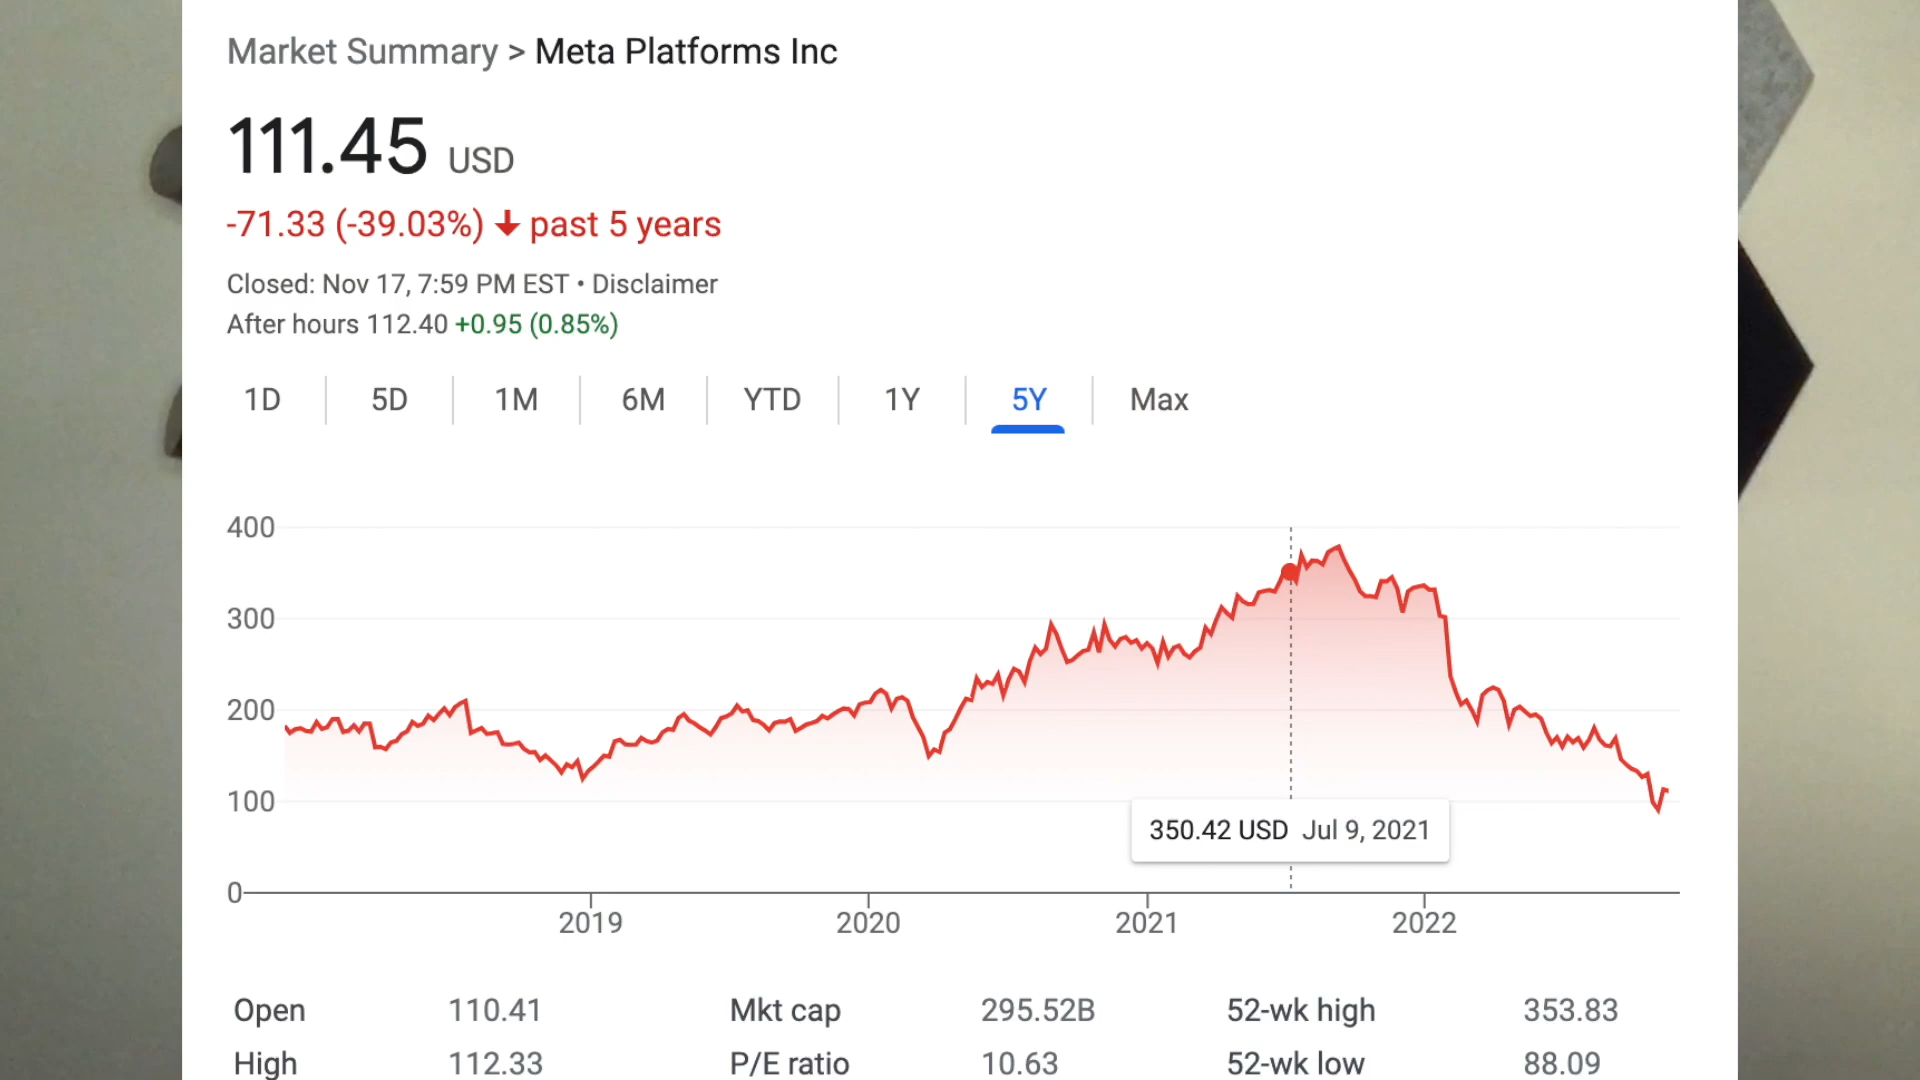 Market Summary > Meta Platforms Inc
111.45 USD
-71.33 (-39.03%) ↓ past 5 years
Closed: Nov 17, 7:59 PM EST • Disclaimer
After hours 112.40 +0.95 (0.85%)
1D 5D 1M 6M YTD 1Y 5Y Max
400
300
200
100
350.42 USD Jul 9, 2021
0
2019 2020 2021 2022
Open 110.41 Mkt cap 295.52B 52-wk high 353.83
High 112.33 P/E ratio 10.63 52-wk low 88.09